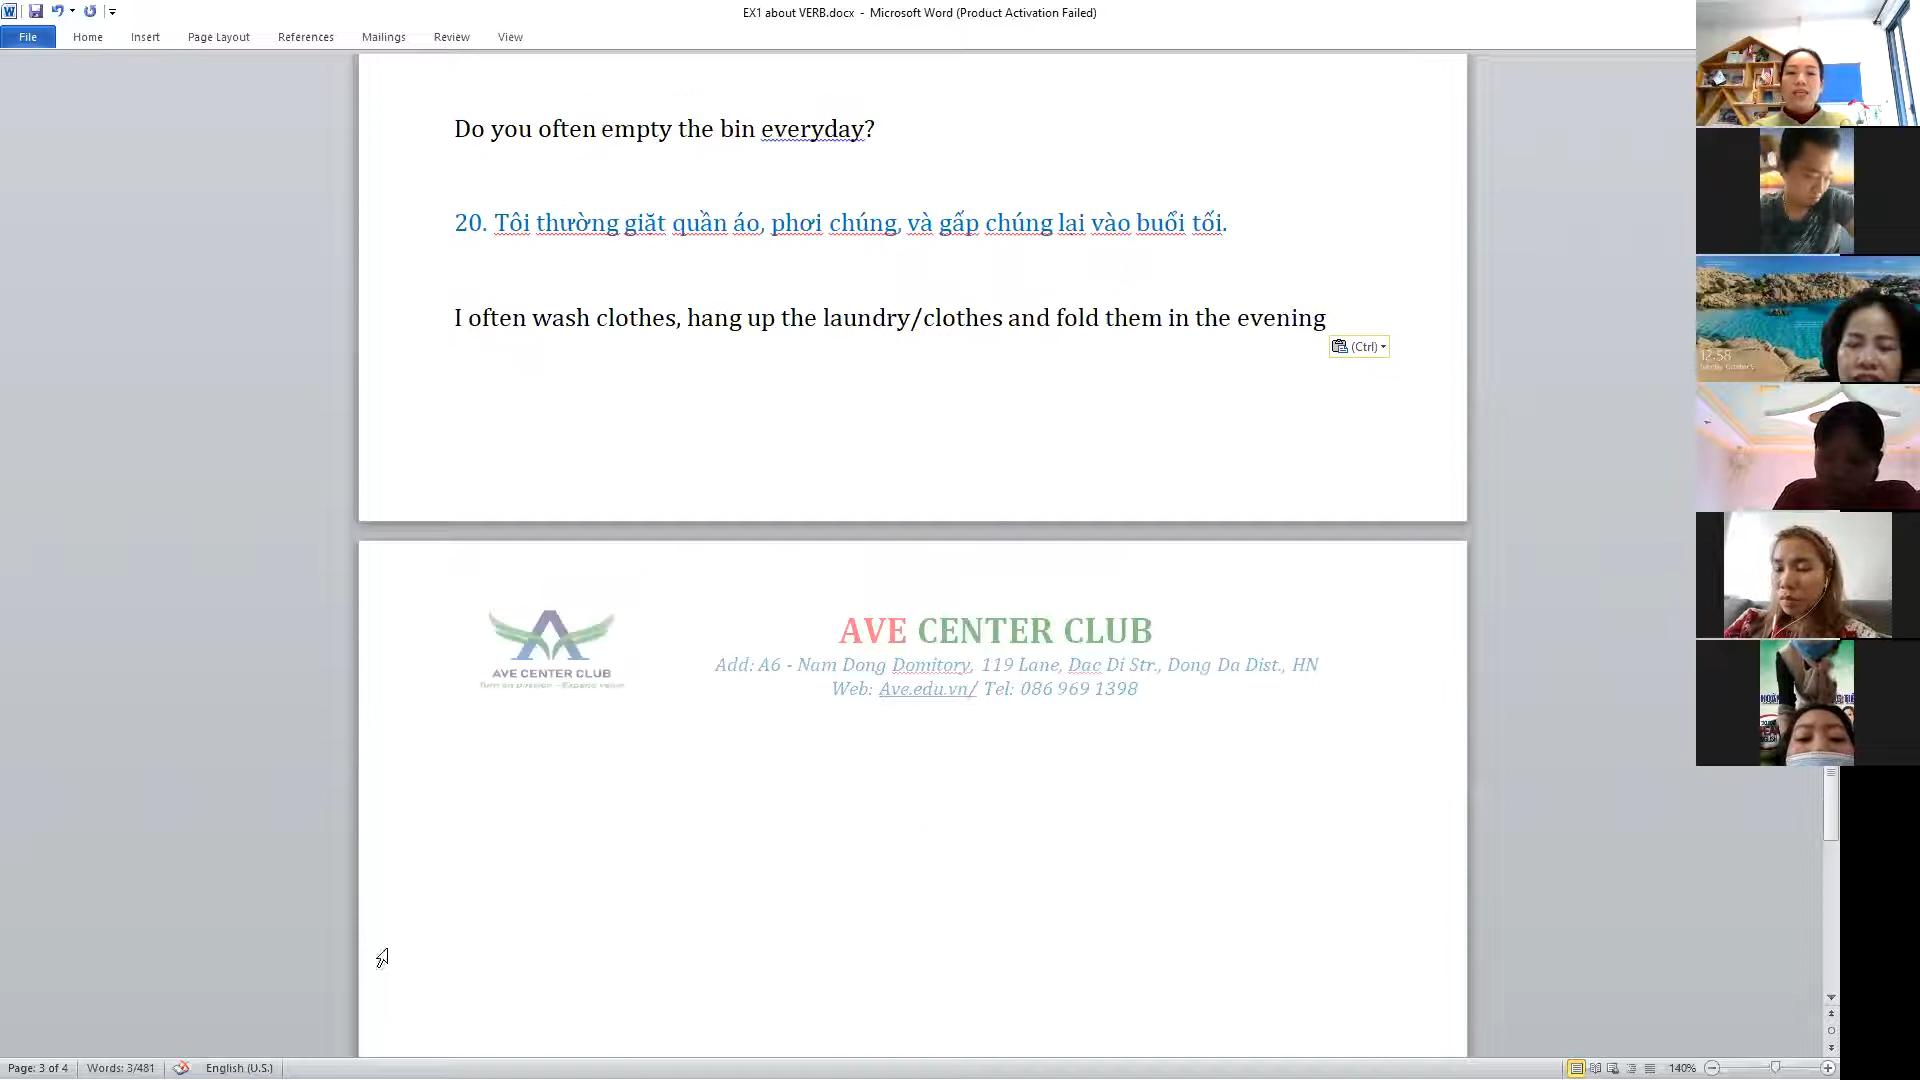 EX1 about VERB.docx - Microsoft Word (Product Activation Failed)
File Home Insert Page Layout References Mailings Review View
Do you often empty the bin everyday?
20. Tôi thường giặt quần áo, phơi chúng, và gấp chúng lại vào buổi tối.
I often wash clothes, hang up the laundry/clothes and fold them in the evening
(Ctrl)
AVE CENTER CLUB
AVE CENTER CLUB
Add: A6 - Nam Dong Domitory, 119 Lane, Dac Di Str., Dong Da Dist., HN
Web: Ave.edu.vn/ Tel: 086 969 1398
12:58
Page: 3 of 4 Words: 3/481 English (U.S.) 140%